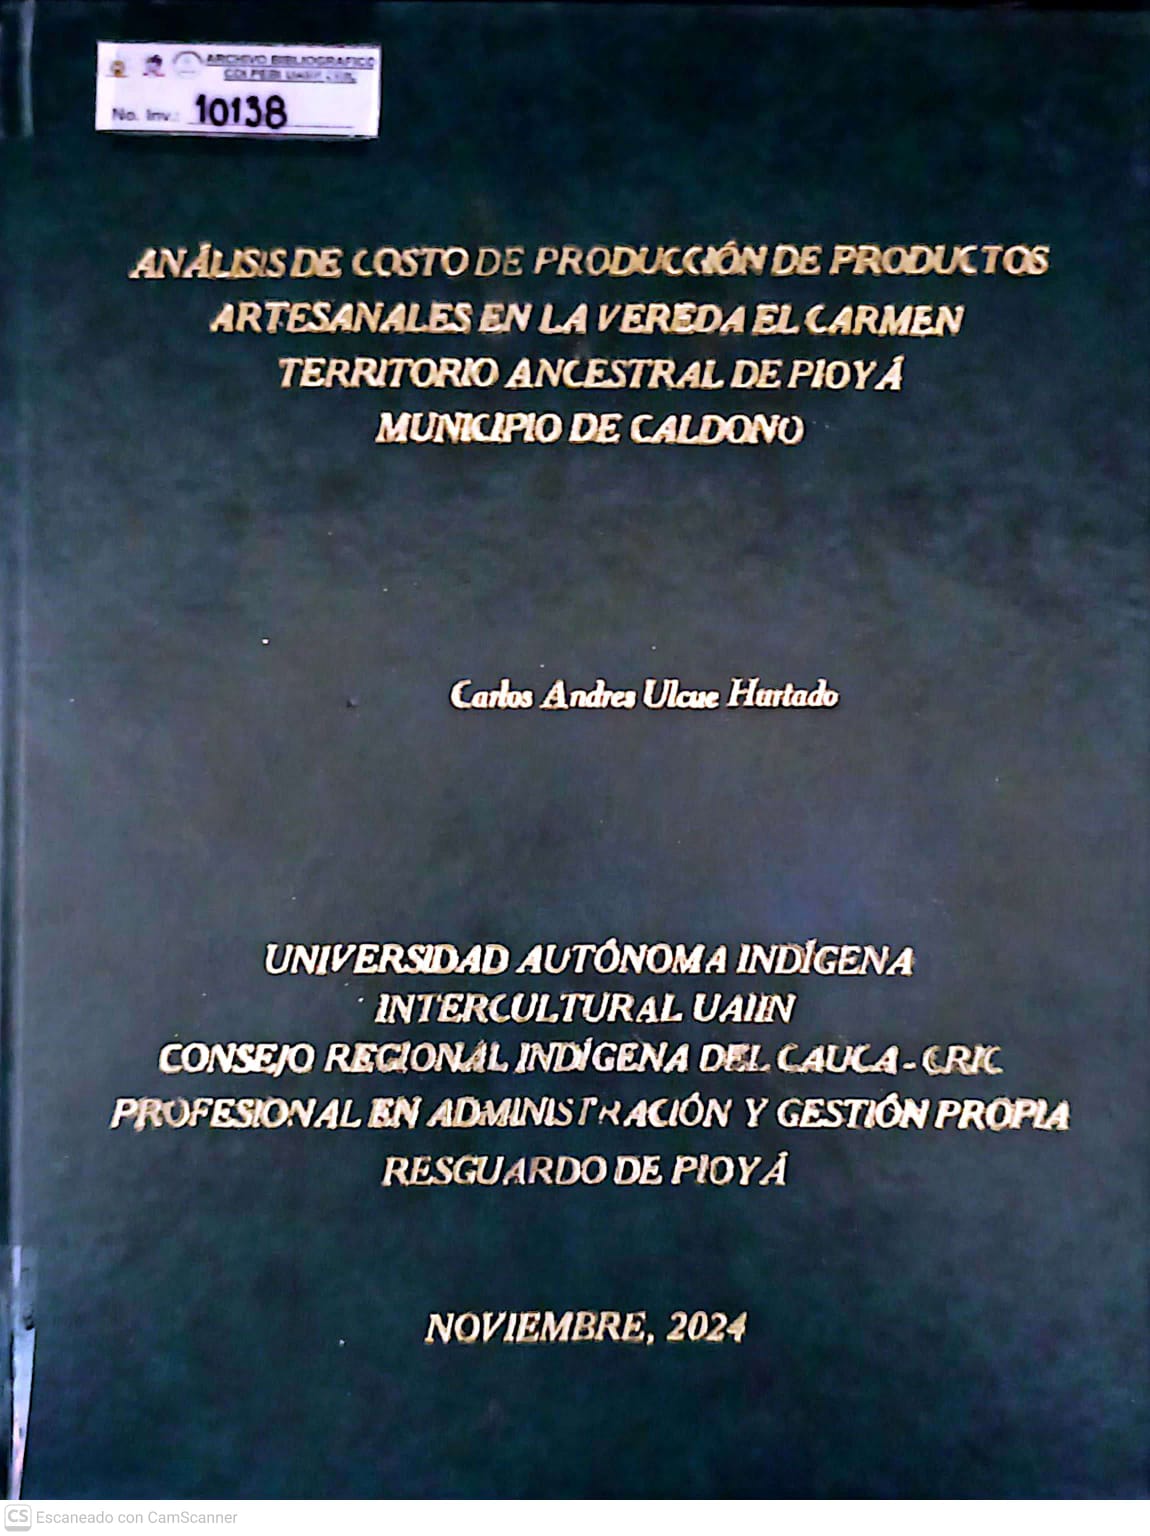 ARCHIVO BIBLIOGRAFICO
No. Inv.: 10138
ANÁLISIS DE COSTO DE PRODUCCIÓN DE PRODUCTOS
ARTESANALES EN LA VEREDA EL CARMEN
TERRITORIO ANCESTRAL DE PIOYÁ
MUNICIPIO DE CALDONO
Carlos Andres Ulcue Hurtado
UNIVERSIDAD AUTÓNOMA INDÍGENA
INTERCULTURAL UAIIN
CONSEJO REGIONAL INDÍGENA DEL CAUCA - CRIC
PROFESIONAL EN ADMINISTRACIÓN Y GESTIÓN PROPIA
RESGUARDO DE PIOYÁ
NOVIEMBRE, 2024
CS Escaneado con CamScanner